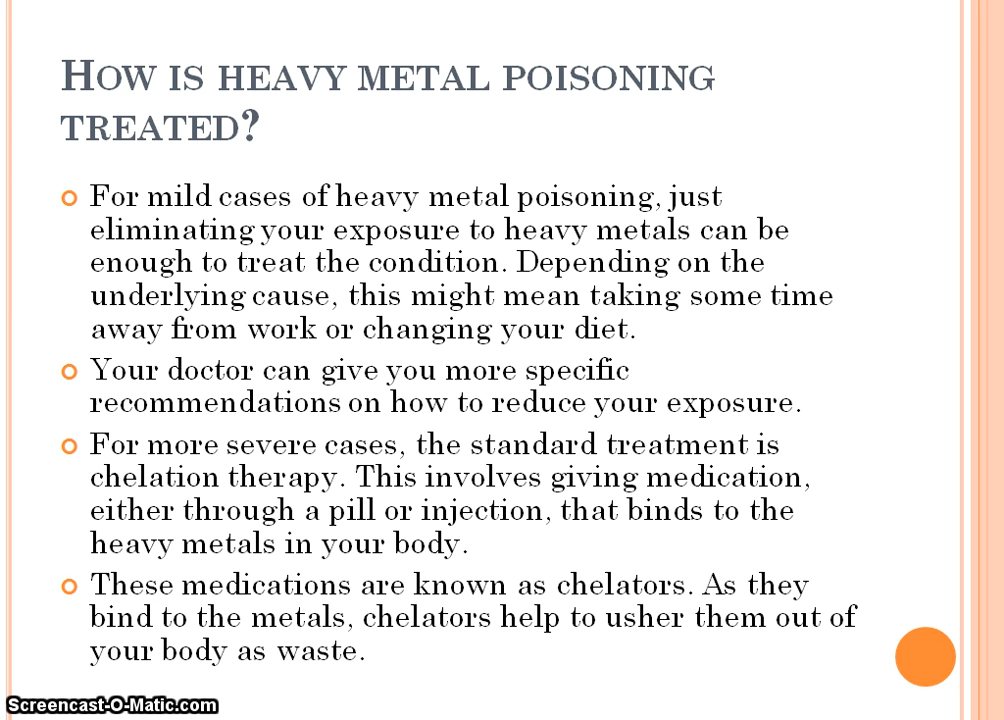 HOW IS HEAVY METAL POISONING
TREATED?
For mild cases of heavy metal poisoning, just
eliminating your exposure to heavy metals can be
enough to treat the condition. Depending on the
underlying cause, this might mean taking some time
away from work or changing your diet.
Your doctor can give you more specific
recommendations on how to reduce your exposure.
For more severe cases, the standard treatment is
chelation therapy. This involves giving medication,
either through a pill or injection, that binds to the
heavy metals in your body.
These medications are known as chelators. As they
bind to the metals, chelators help to usher them out of
your body as waste.
Screencast-O-Matic.com